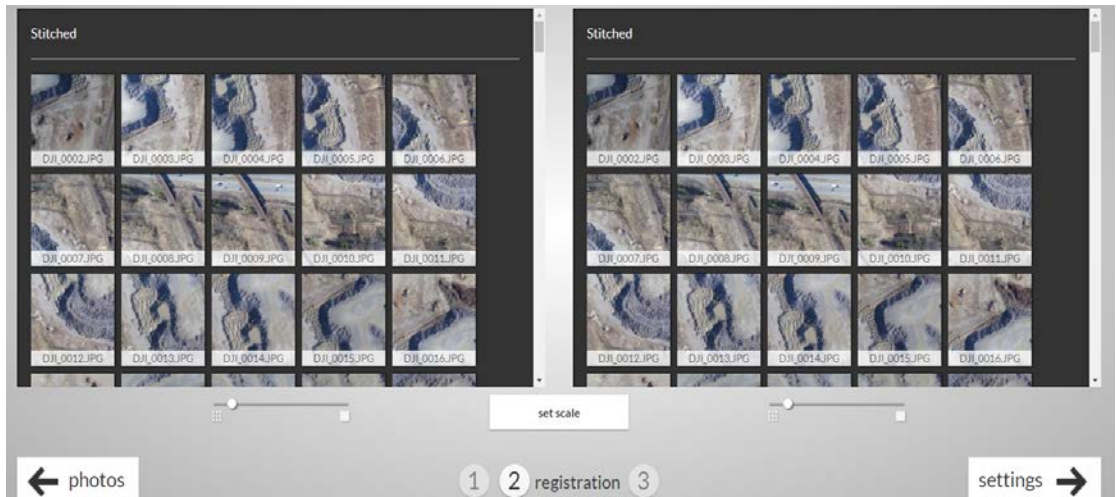 Stitched
DJI_0002.JPG DJI_0003.JPG DJI_0004.JPG DJI_0005.JPG DJI_0006.JPG
DJI_0007.JPG DJI_0008.JPG DJI_0009.JPG DJI_0010.JPG DJI_0011.JPG
DJI_0012.JPG DJI_0013.JPG DJI_0014.JPG DJI_0015.JPG DJI_0016.JPG
Stitched
DJI_0002.JPG DJI_0003.JPG DJI_0004.JPG DJI_0005.JPG DJI_0006.JPG
DJI_0007.JPG DJI_0008.JPG DJI_0009.JPG DJI_0010.JPG DJI_0011.JPG
DJI_0012.JPG DJI_0013.JPG DJI_0014.JPG DJI_0015.JPG DJI_0016.JPG
set scale
photos
1 2 registration 3
settings